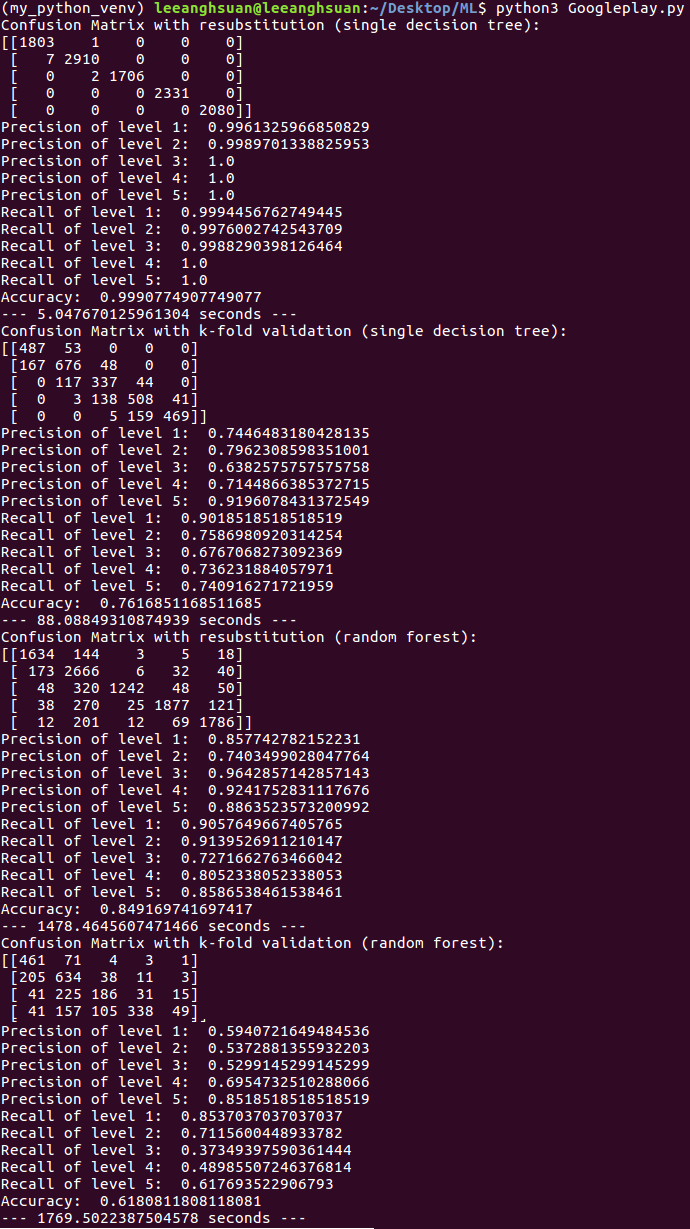 (my_python_venv) leeanghsuan@leeanghsuan:~/Desktop/ML$ python3 Googleplay.py
Confusion Matrix with resubstitution (single decision tree):
[[1803    1    0    0    0]
 [   7 2910    0    0    0]
 [   0    2 1706    0    0]
 [   0    0    0 2331    0]
 [   0    0    0    0 2080]]
Precision of level 1:  0.9961325966850829
Precision of level 2:  0.9989701338825953
Precision of level 3:  1.0
Precision of level 4:  1.0
Precision of level 5:  1.0
Recall of level 1:  0.9994456762749445
Recall of level 2:  0.9976002742543709
Recall of level 3:  0.9988290398126464
Recall of level 4:  1.0
Recall of level 5:  1.0
Accuracy:  0.9990774907749077
--- 5.047670125961304 seconds ---
Confusion Matrix with k-fold validation (single decision tree):
[[487  53   0   0   0]
 [167 676  48   0   0]
 [  0 117 337  44   0]
 [  0   3 138 508  41]
 [  0   0   5 159 469]]
Precision of level 1:  0.7446483180428135
Precision of level 2:  0.7962308598351001
Precision of level 3:  0.6382575757575758
Precision of level 4:  0.7144866385372715
Precision of level 5:  0.9196078431372549
Recall of level 1:  0.9018518518518519
Recall of level 2:  0.7586980920314254
Recall of level 3:  0.6767068273092369
Recall of level 4:  0.736231884057971
Recall of level 5:  0.740916271721959
Accuracy:  0.7616851168511685
--- 88.08849310874939 seconds ---
Confusion Matrix with resubstitution (random forest):
[[1634  144    3    5   18]
 [ 173 2666    6   32   40]
 [  48  320 1242   48   50]
 [  38  270   25 1877  121]
 [  12  201   12   69 1786]]
Precision of level 1:  0.857742782152231
Precision of level 2:  0.7403499028047764
Precision of level 3:  0.9642857142857143
Precision of level 4:  0.9241752831117676
Precision of level 5:  0.8863523573200992
Recall of level 1:  0.9057649667405765
Recall of level 2:  0.9139526911210147
Recall of level 3:  0.7271662763466042
Recall of level 4:  0.8052338052338053
Recall of level 5:  0.8586538461538461
Accuracy:  0.849169741697417
--- 1478.4645607471466 seconds ---
Confusion Matrix with k-fold validation (random forest):
[[461  71   4   3   1]
 [205 634  38  11   3]
 [ 41 225 186  31  15]
 [ 41 157 105 338  49]
Precision of level 1:  0.5940721649484536
Precision of level 2:  0.5372881355932203
Precision of level 3:  0.5299145299145299
Precision of level 4:  0.6954732510288066
Precision of level 5:  0.8518518518518519
Recall of level 1:  0.8537037037037037
Recall of level 2:  0.7115600448933782
Recall of level 3:  0.37349397590361444
Recall of level 4:  0.48985507246376814
Recall of level 5:  0.617693522906793
Accuracy:  0.6180811808118081
--- 1769.5022387504578 seconds ---